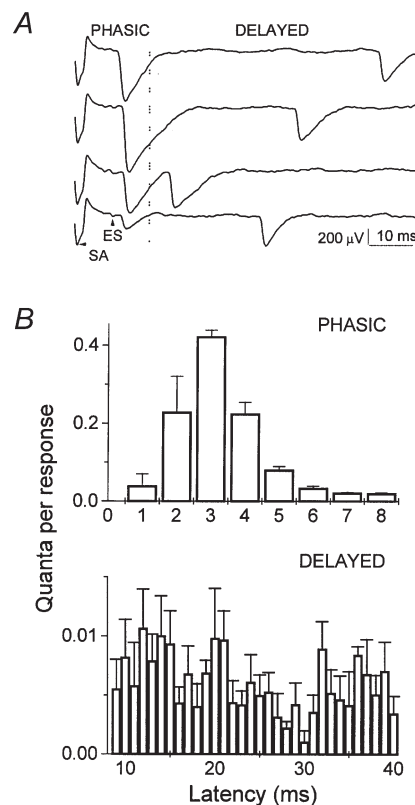 A
PHASIC DELAYED
ES
SA
200 µV 10 ms
B
PHASIC
0.4
0.2
0.0
0 1 2 3 4 5 6 7 8
Quanta per response
DELAYED
0.01
0.00
10 20 30 40
Latency (ms)